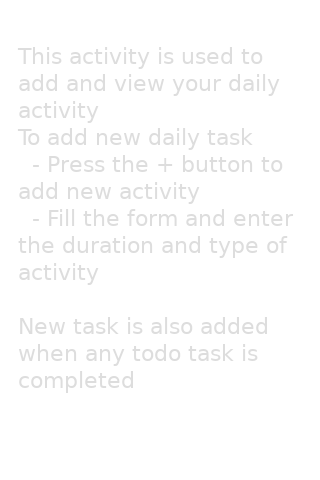 This activity is used to
add and view your daily
activity
To add new daily task
- Press the + button to
add new activity
- Fill the form and enter
the duration and type of
activity
New task is also added
when any todo task is
completed